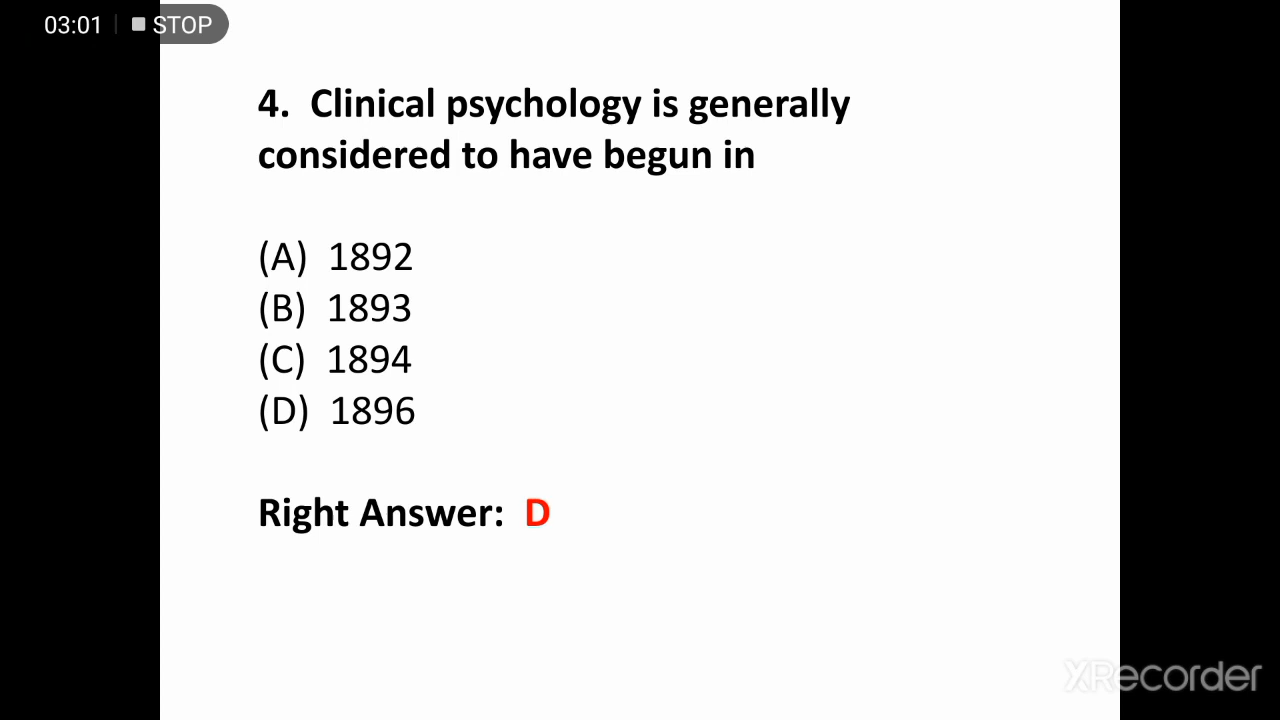 03:01 STOP
4. Clinical psychology is generally
considered to have begun in
(A) 1892
(B) 1893
(C) 1894
(D) 1896
Right Answer: D
XRecorder